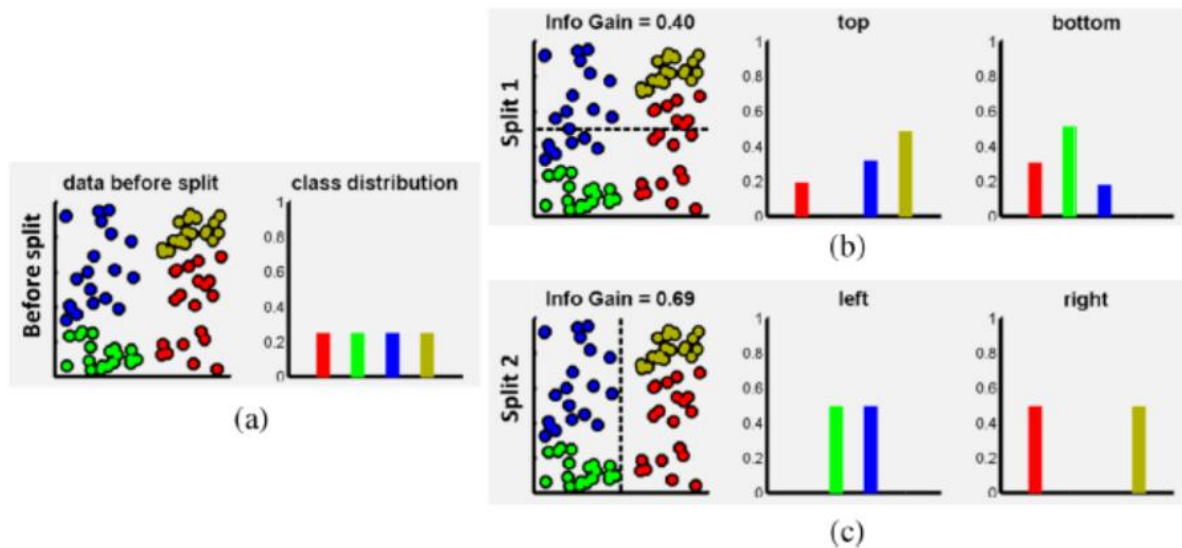 Before split
data before split
class distribution
1
0.8
0.6
0.4
0.2
0
(a)
Split 1
Info Gain = 0.40
top
1
0.8
0.6
0.4
0.2
0
bottom
1
0.8
0.6
0.4
0.2
0
(b)
Split 2
Info Gain = 0.69
left
1
0.8
0.6
0.4
0.2
0
right
1
0.8
0.6
0.4
0.2
0
(c)